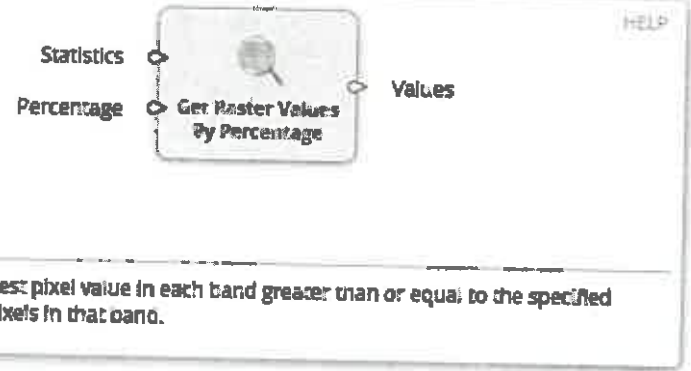 HELP
Statistics
Percentage
Get Raster Values
By Percentage
Values
est pixel value in each band greater than or equal to the specified
ixels in that band.